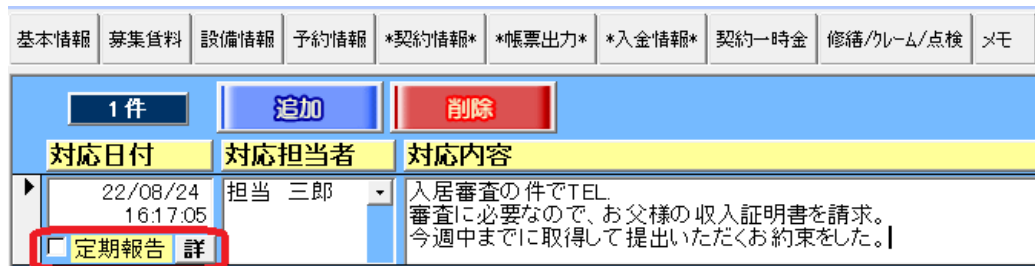 基本情報 募集賃料 設備情報 予約情報 *契約情報* *帳票出力* *入金情報* 契約一時金 修繕/クレーム/点検 メモ
1件 追加 削除
対応日付 対応担当者 対応内容
22/08/24 担当 三郎 入居審査の件でTEL.
16:17:05 審査に必要なので、お父様の収入証明書を請求。
定期報告 詳 今週中までに取得して提出いただくお約束をした。